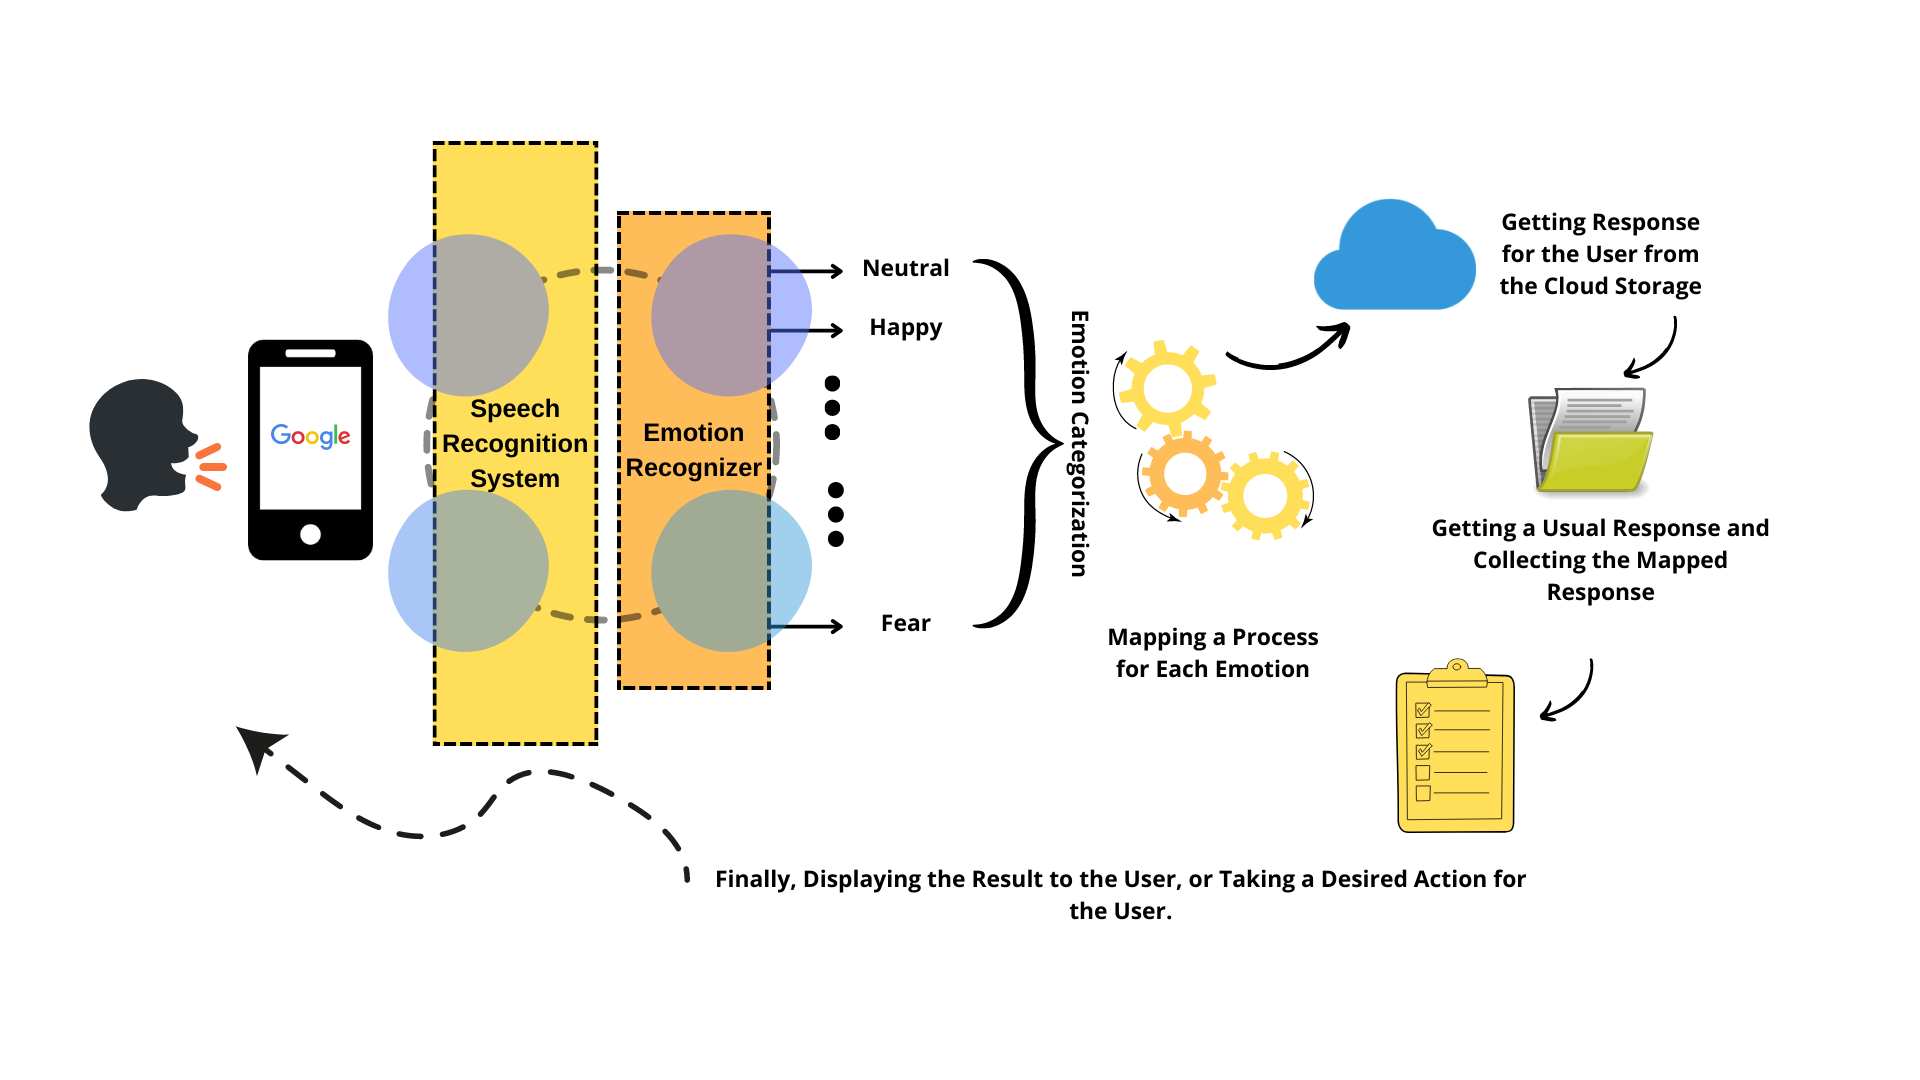 Google
Speech
Recognition
System
Emotion
Recognizer
Neutral
Happy
Fear
Emotion Categorization
Mapping a Process
for Each Emotion
Getting Response
for the User from
the Cloud Storage
Getting a Usual Response and
Collecting the Mapped
Response
Finally, Displaying the Result to the User, or Taking a Desired Action for
the User.